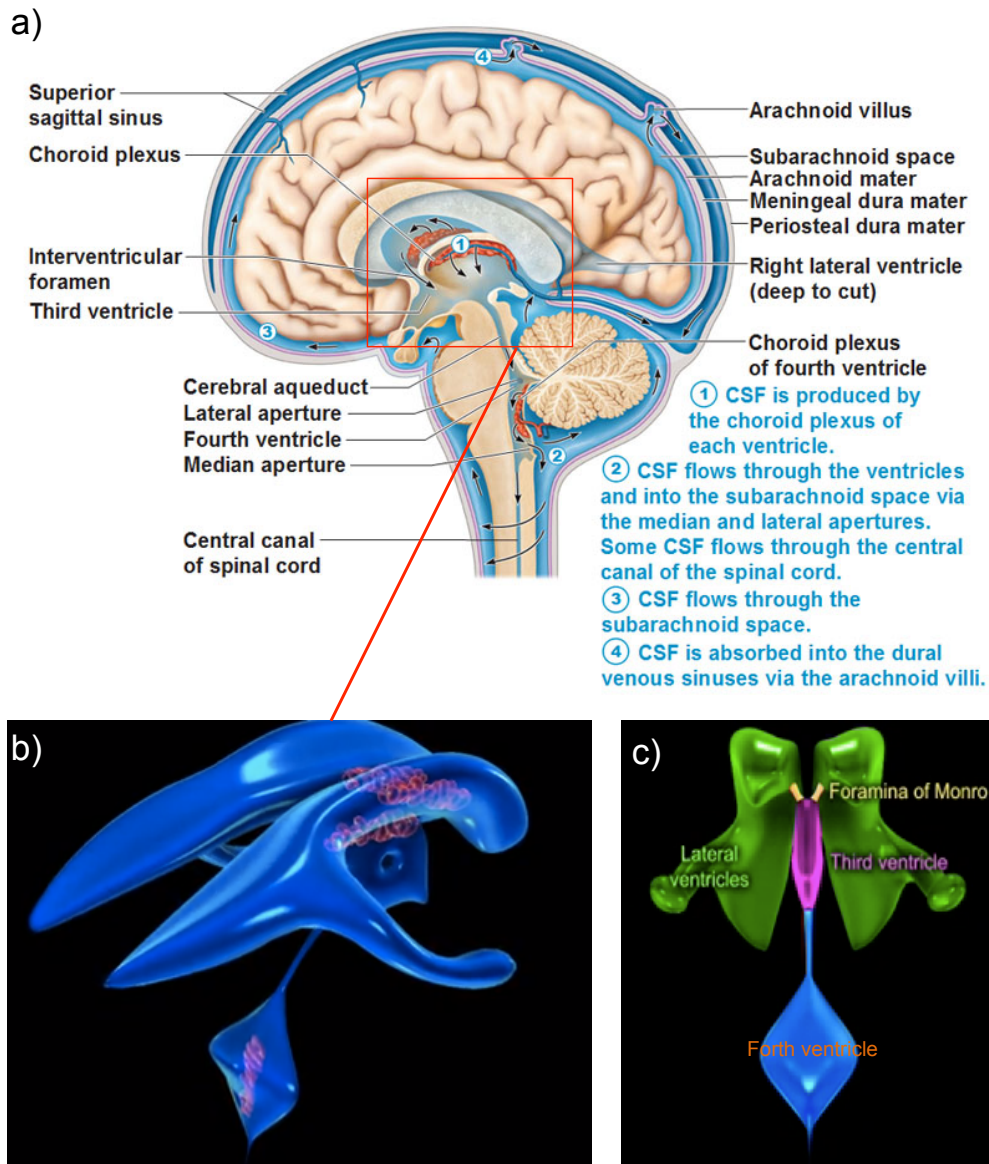 a)
4
Superior
sagittal sinus
Choroid plexus
Interventricular
foramen
Third ventricle
1
3
Arachnoid villus
Subarachnoid space
Arachnoid mater
Meningeal dura mater
Periosteal dura mater
Right lateral ventricle
(deep to cut)
Choroid plexus
of fourth ventricle
Cerebral aqueduct
Lateral aperture
Fourth ventricle
Median aperture
2
Central canal
of spinal cord
1 CSF is produced by
the choroid plexus of
each ventricle.
2 CSF flows through the ventricles
and into the subarachnoid space via
the median and lateral apertures.
Some CSF flows through the central
canal of the spinal cord.
3 CSF flows through the
subarachnoid space.
4 CSF is absorbed into the dural
venous sinuses via the arachnoid villi.
b)
c)
Foramina of Monro
Lateral
ventricles
Third ventricle
Forth ventricle